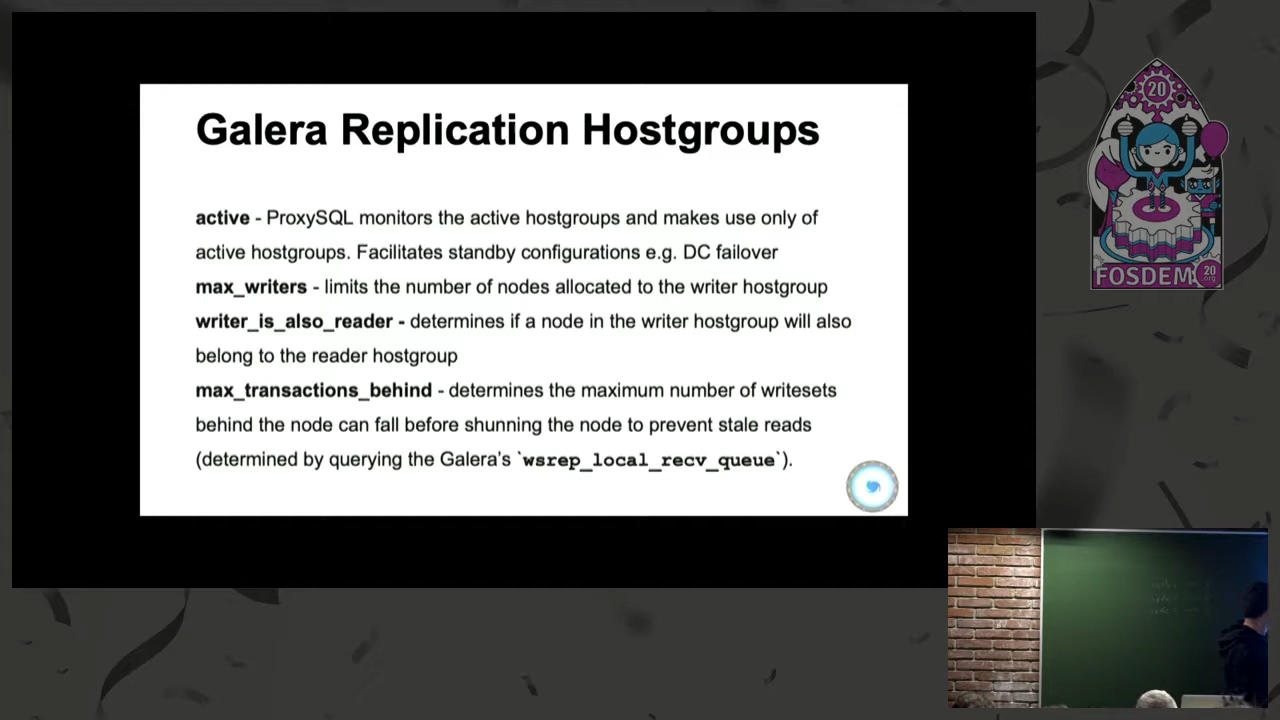 Galera Replication Hostgroups
active - ProxySQL monitors the active hostgroups and makes use only of
active hostgroups. Facilitates standby configurations e.g. DC failover
max_writers - limits the number of nodes allocated to the writer hostgroup
writer_is_also_reader - determines if a node in the writer hostgroup will also
belong to the reader hostgroup
max_transactions_behind - determines the maximum number of writesets
behind the node can fall before shunning the node to prevent stale reads
(determined by querying the Galera's `wsrep_local_recv_queue`).
20
FOSDEM
20
.org